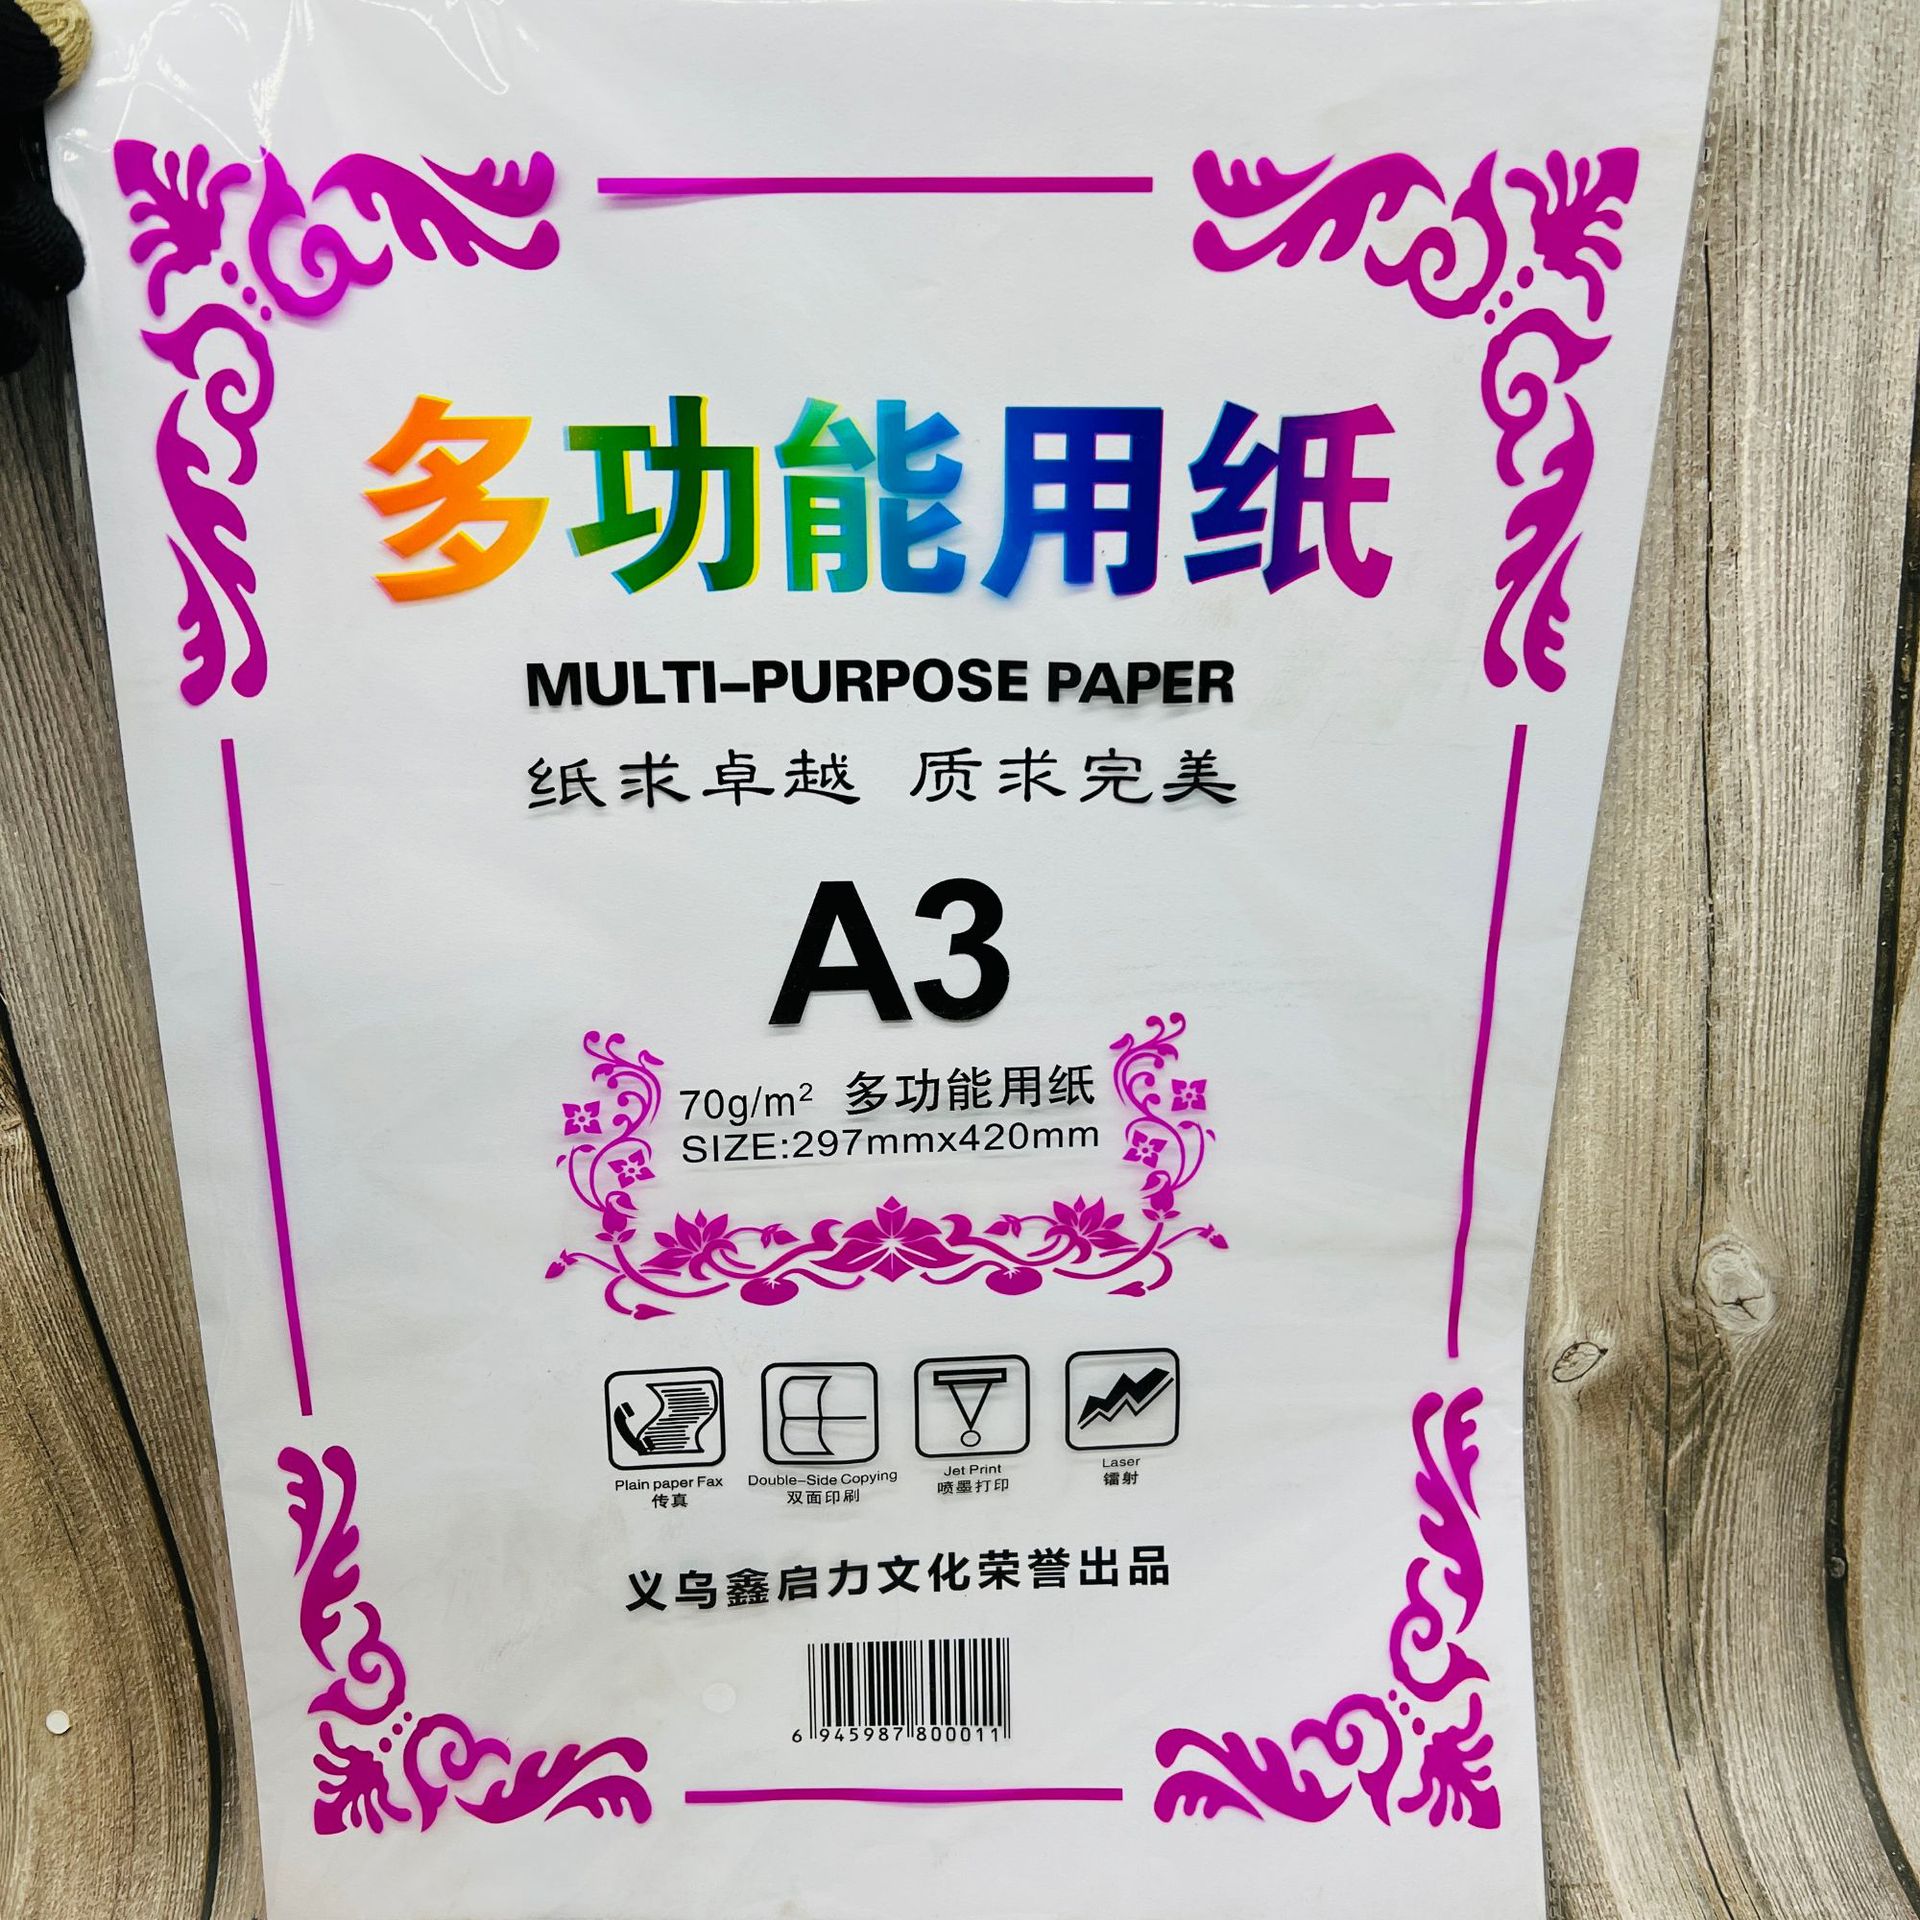 多功能用纸
MULTI-PURPOSE PAPER
纸求卓越 质求完美
A3
70g/m² 多功能用纸
SIZE:297mmx420mm
Plain paper Fax
传真
Double-Side Copying
双面印刷
Jet Print
喷墨打印
Laser
镭射
义乌鑫启力文化荣誉出品
6 945987 800011